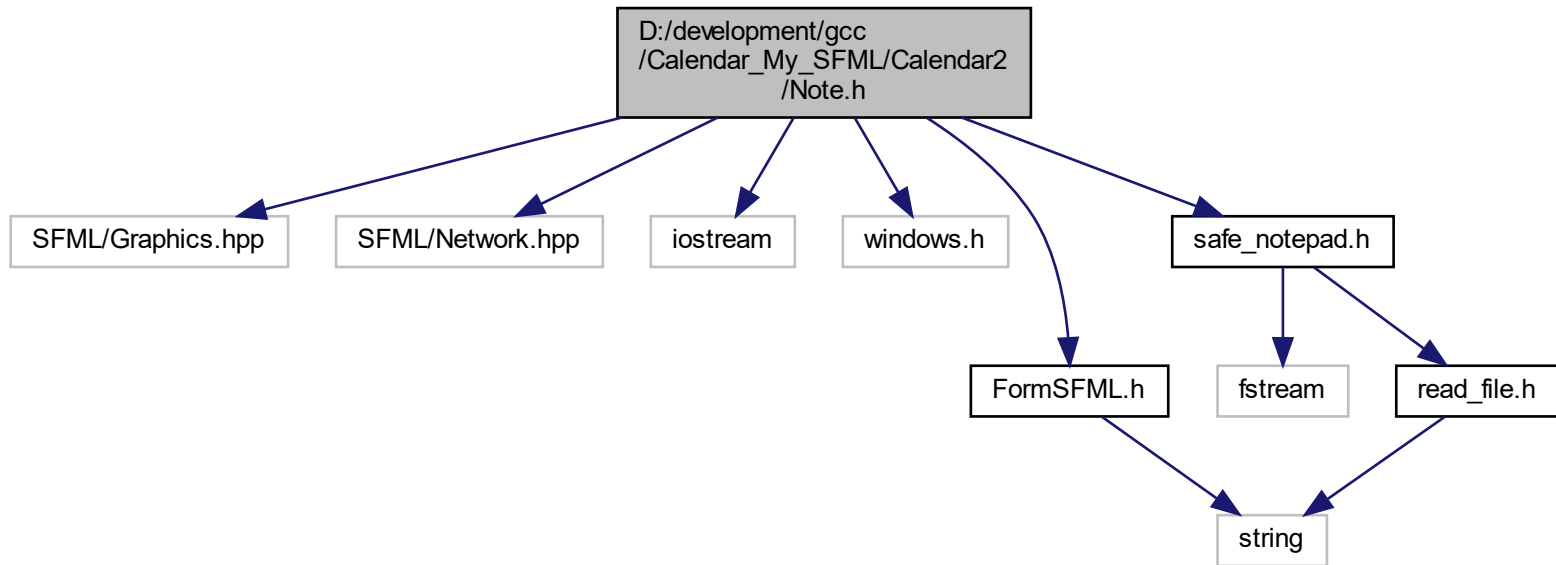 D:/development/gcc
/Calendar_My_SFML/Calendar2
/Note.h
SFML/Graphics.hpp
SFML/Network.hpp
iostream
windows.h
safe_notepad.h
FormSFML.h
fstream
read_file.h
string